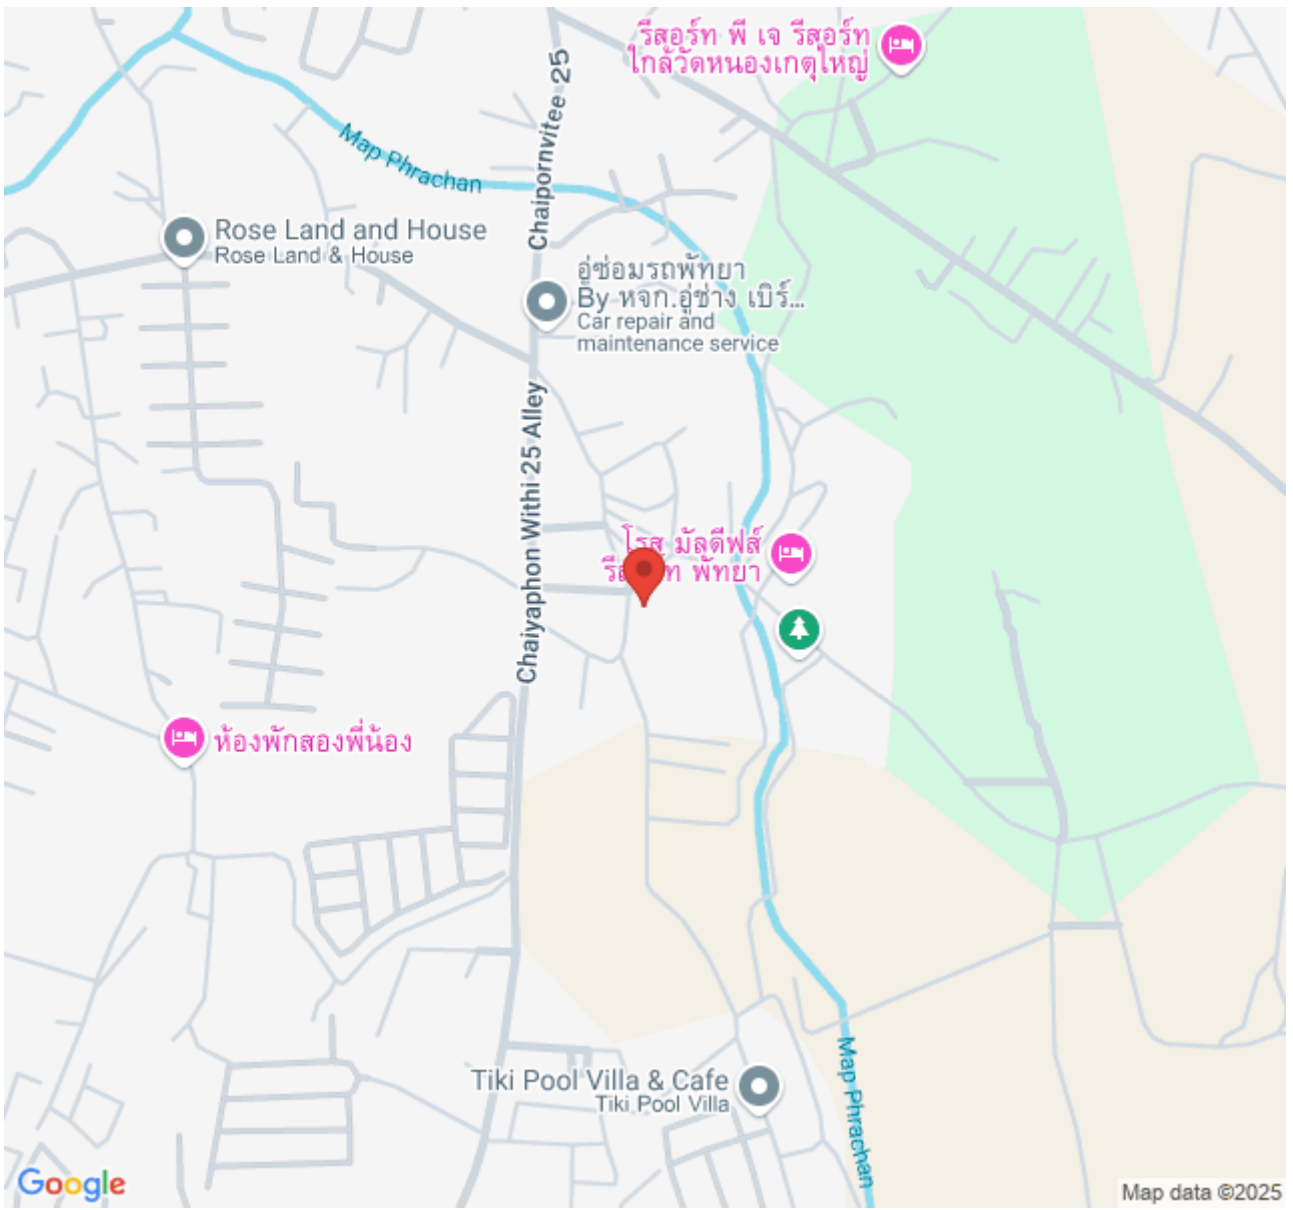 รีสอร์ท พี เจ รีสอร์ท
ใกล้วัดหนองเกตุใหญ่
Chaipornvitee 25
Map Phrachan
Rose Land and House
Rose Land & House
อู่ซ่อมรถพัทยา
By หจก.อู่ช่าง เบิร์...
Car repair and
maintenance service
Chaiyaphon Withi 25 Alley
โรส มัลดีฟส์
พัทยา
ห้องพักสองพี่น้อง
Tiki Pool Villa & Cafe
Tiki Pool Villa
Map Phrachan
Google
Map data ©2025